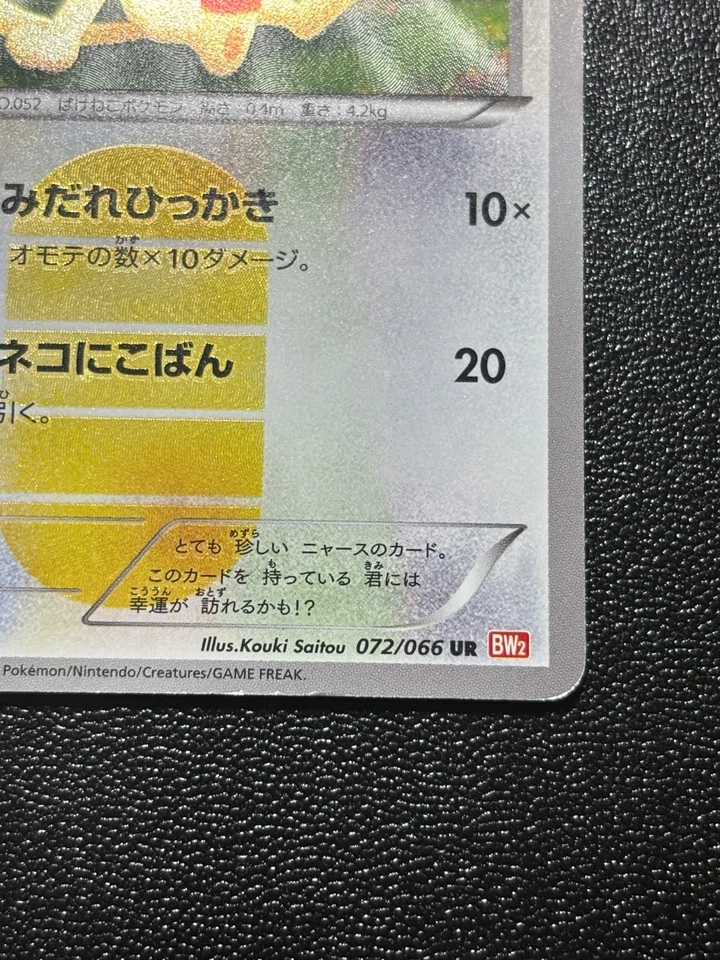 O.052 ばけねこポケモン 高さ：0.4m 重さ：4.2kg
みだれひっかき 10×
オモテの数×10ダメージ。
ネコにこばん 20
引く。
とても 珍しい ニャースのカード。
このカードを 持っている 君には
幸運が 訪れるかも!?
Illus.Kouki Saitou 072/066 UR BW2
Pokémon/Nintendo/Creatures/GAME FREAK.